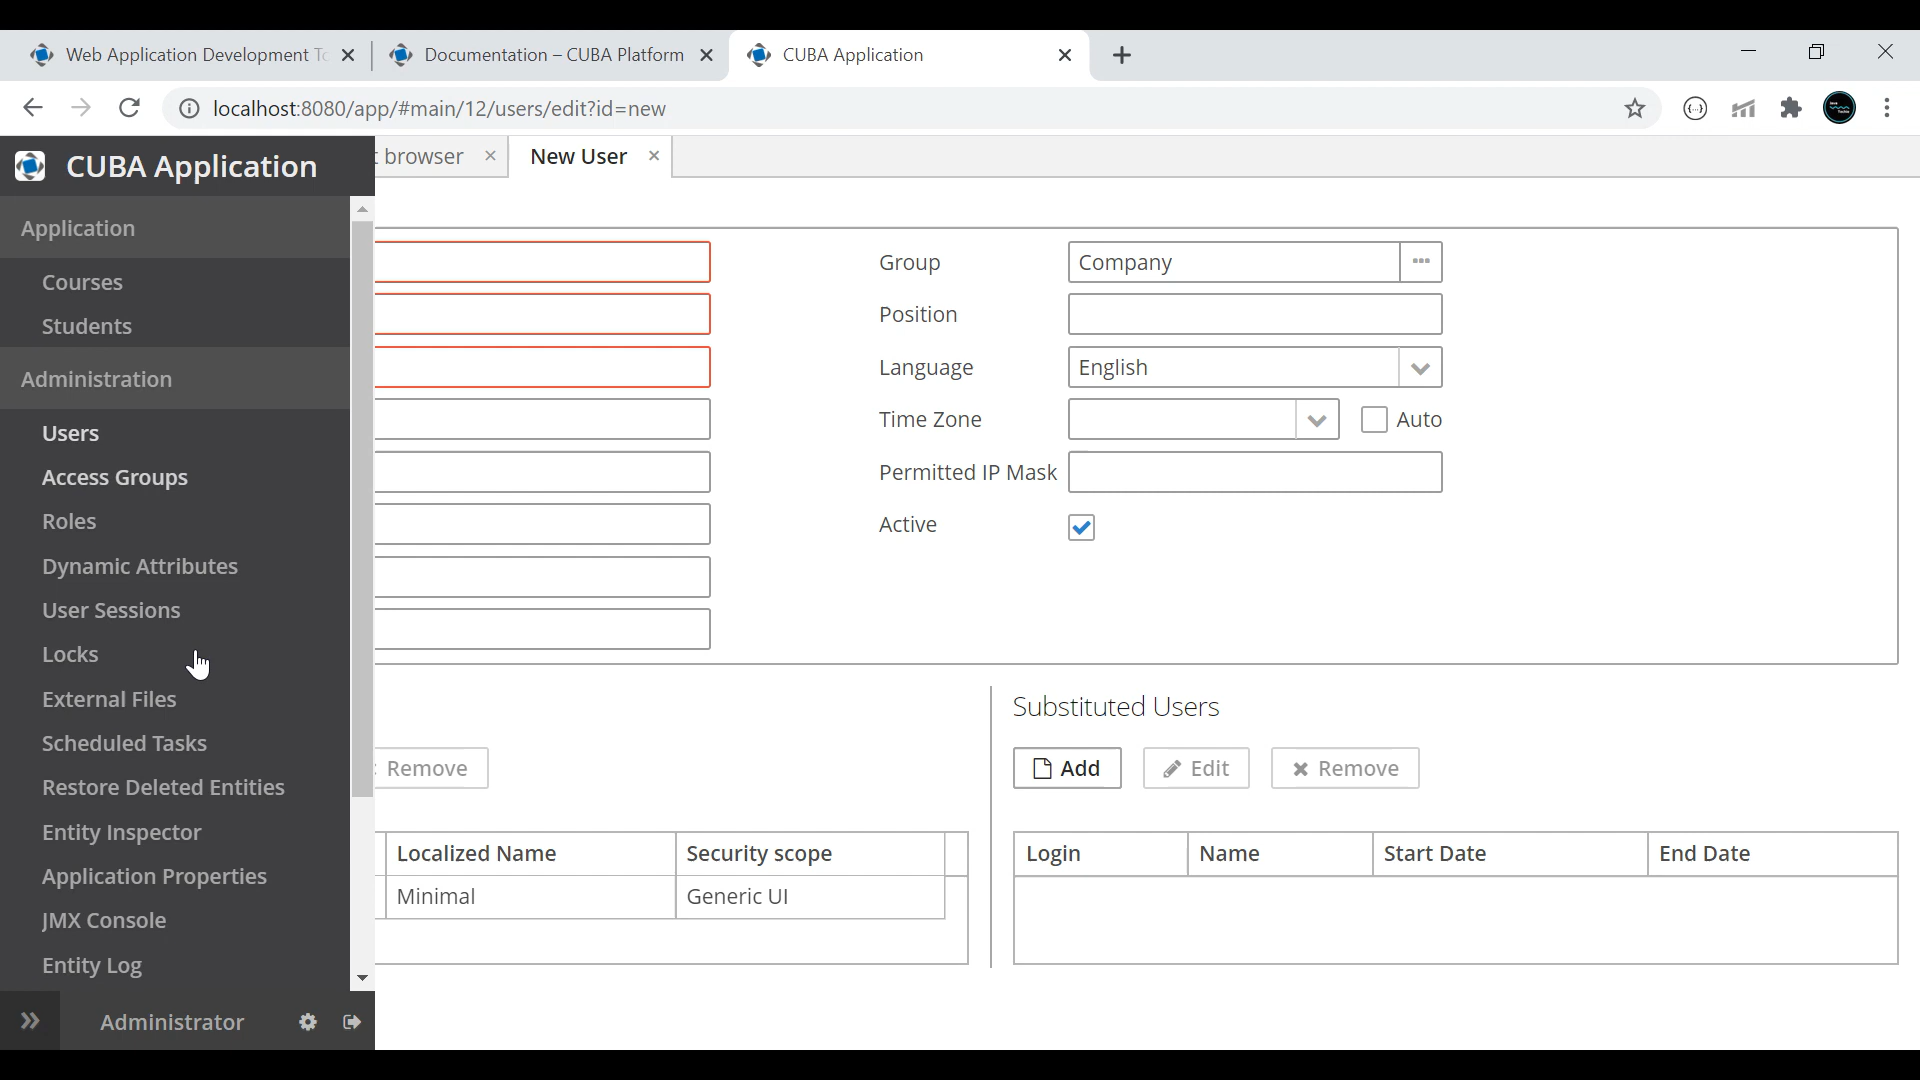 Web Application Development To
Documentation – CUBA Platform
CUBA Application
localhost:8080/app/#main/12/users/edit?id=new
CUBA Application
browser
New User
Application
Courses
Students
Administration
Users
Access Groups
Roles
Dynamic Attributes
User Sessions
Locks
External Files
Scheduled Tasks
Restore Deleted Entities
Entity Inspector
Application Properties
JMX Console
Entity Log
Administrator
Group
Company
Position
Language
English
Time Zone
Auto
Permitted IP Mask
Active
Remove
Localized Name
Security scope
Minimal
Generic UI
Substituted Users
Add
Edit
Remove
Login
Name
Start Date
End Date